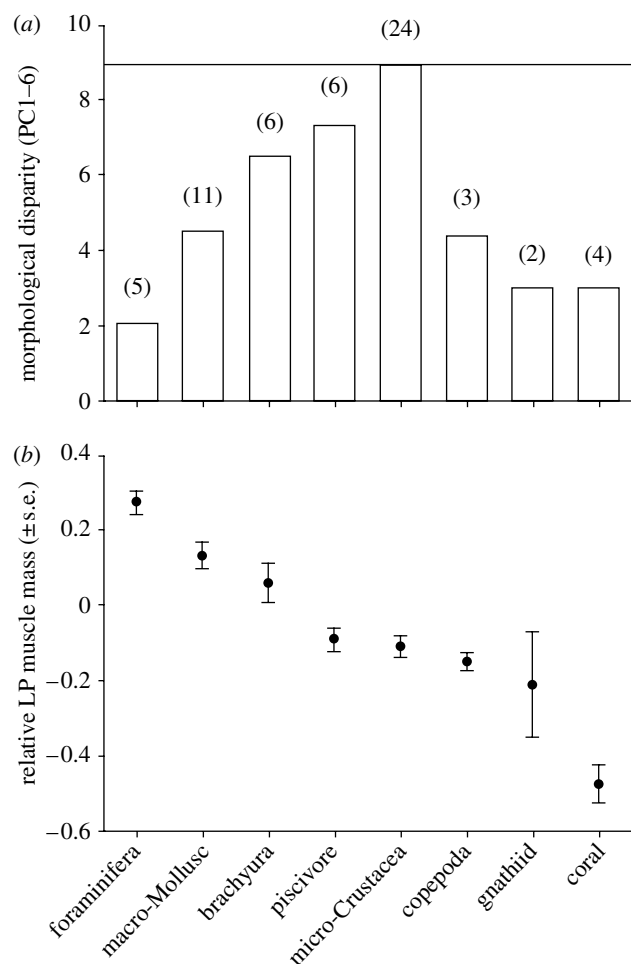 (a)
10
8
6
4
2
0
morphological disparity (PC1–6)
(5)
(11)
(6)
(6)
(24)
(3)
(2)
(4)
(b)
0.4
0.2
0
−0.2
−0.4
−0.6
relative LP muscle mass (±s.e.)
foraminifera
macro-Mollusc
brachyura
piscivore
micro-Crustacea
copepoda
gnathiid
coral